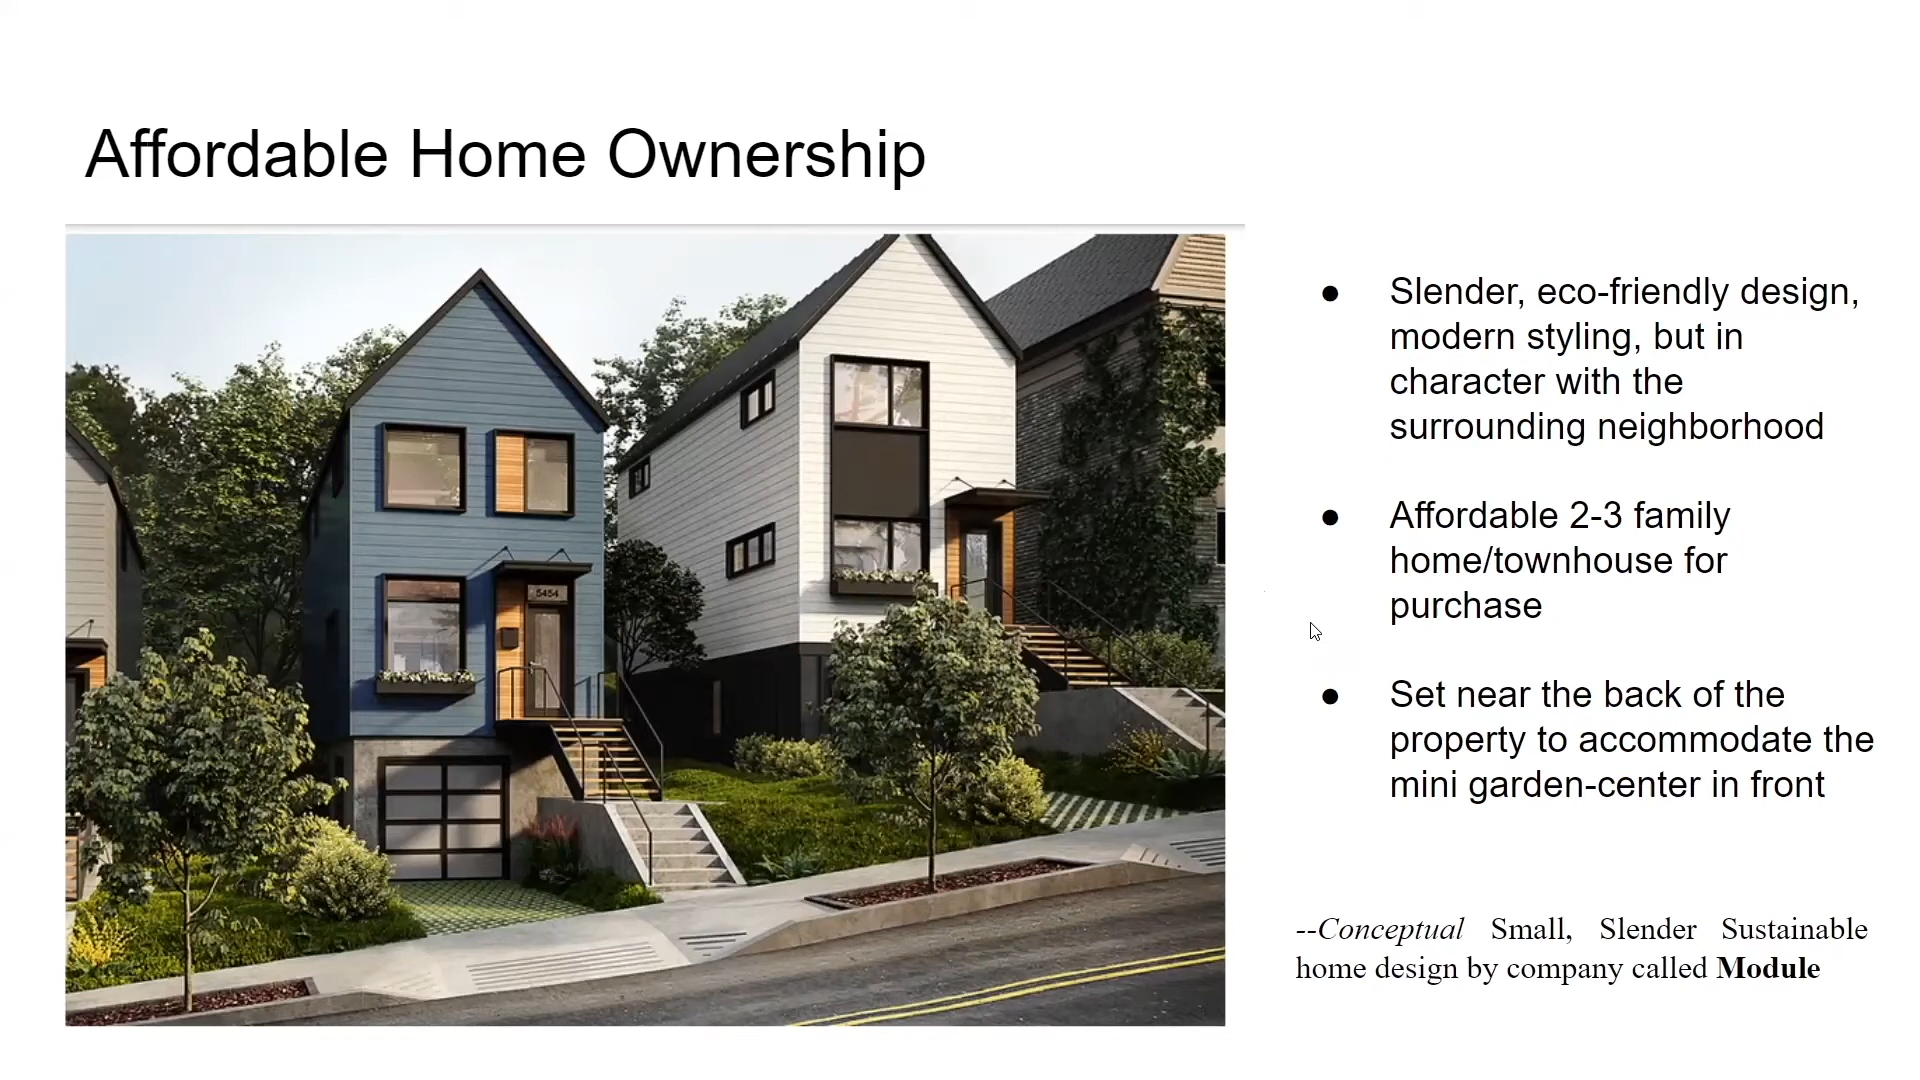 Affordable Home Ownership
● Slender, eco-friendly design,
modern styling, but in
character with the
surrounding neighborhood
● Affordable 2-3 family
home/townhouse for
purchase
● Set near the back of the
property to accommodate the
mini garden-center in front
--Conceptual Small, Slender Sustainable
home design by company called Module
5454